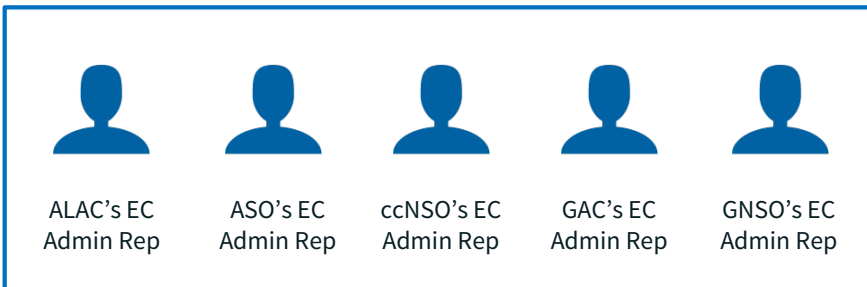 ALAC’s EC
Admin Rep
ASO’s EC
Admin Rep
ccNSO’s EC
Admin Rep
GAC’s EC
Admin Rep
GNSO’s EC
Admin Rep